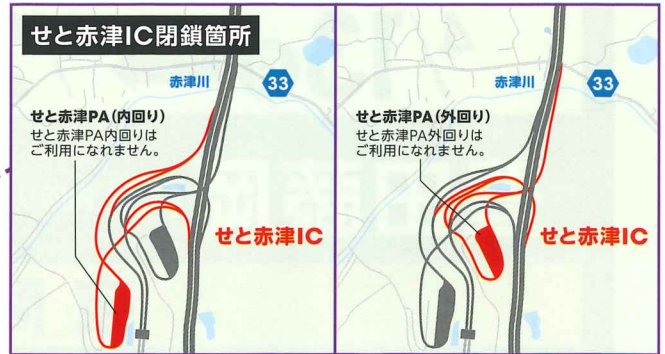 せと赤津IC閉鎖箇所
赤津川
33
せと赤津PA(内回り)
せと赤津PA内回りは
ご利用になれません。
せと赤津IC
赤津川
33
せと赤津PA(外回り)
せと赤津PA外回りは
ご利用になれません。
せと赤津IC